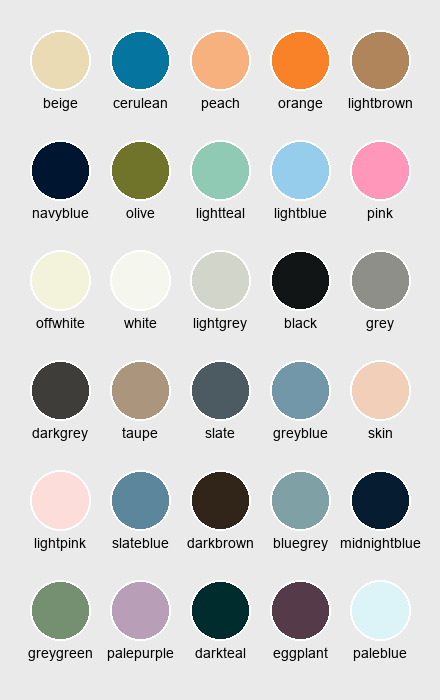 beige cerulean peach orange lightbrown
navyblue olive lightteal lightblue pink
offwhite white lightgrey black grey
darkgrey taupe slate greyblue skin
lightpink slateblue darkbrown bluegrey midnightblue
greygreen palepurple darkteal eggplant paleblue